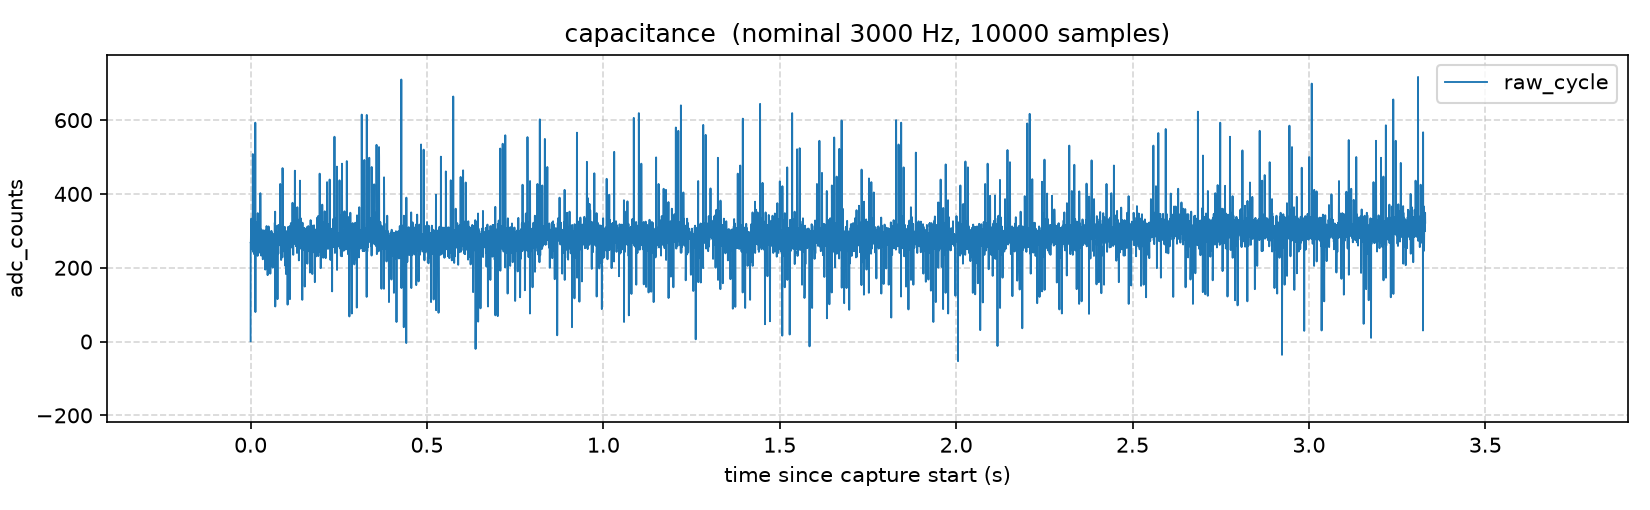 capacitance  (nominal 3000 Hz, 10000 samples)
raw_cycle
adc_counts
600
400
200
0
−200
0.0 0.5 1.0 1.5 2.0 2.5 3.0 3.5
time since capture start (s)